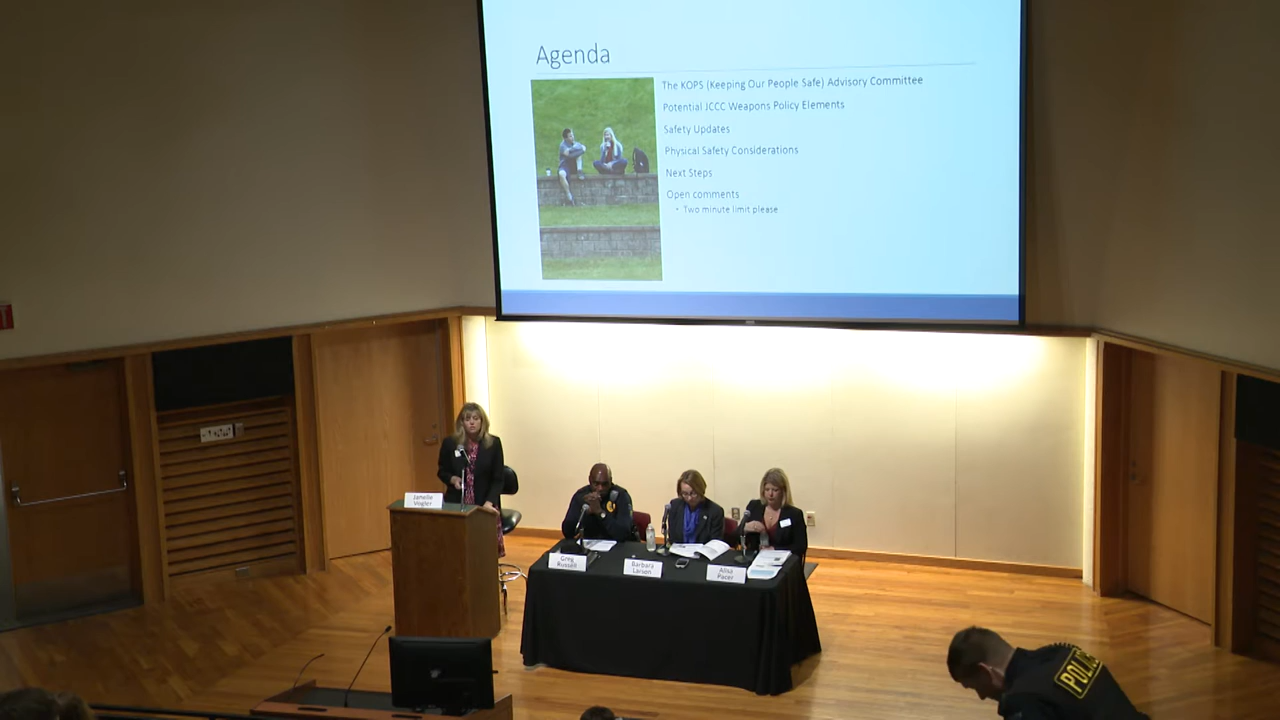 Agenda
The KOPS (Keeping Our People Safe) Advisory Committee
Potential JCCC Weapons Policy Elements
Safety Updates
Physical Safety Considerations
Next Steps
Open comments
- Two minute limit please
Janelle
Vogler
Greg
Russell
Barbara
Larson
Alisa
Pacer
POLICE